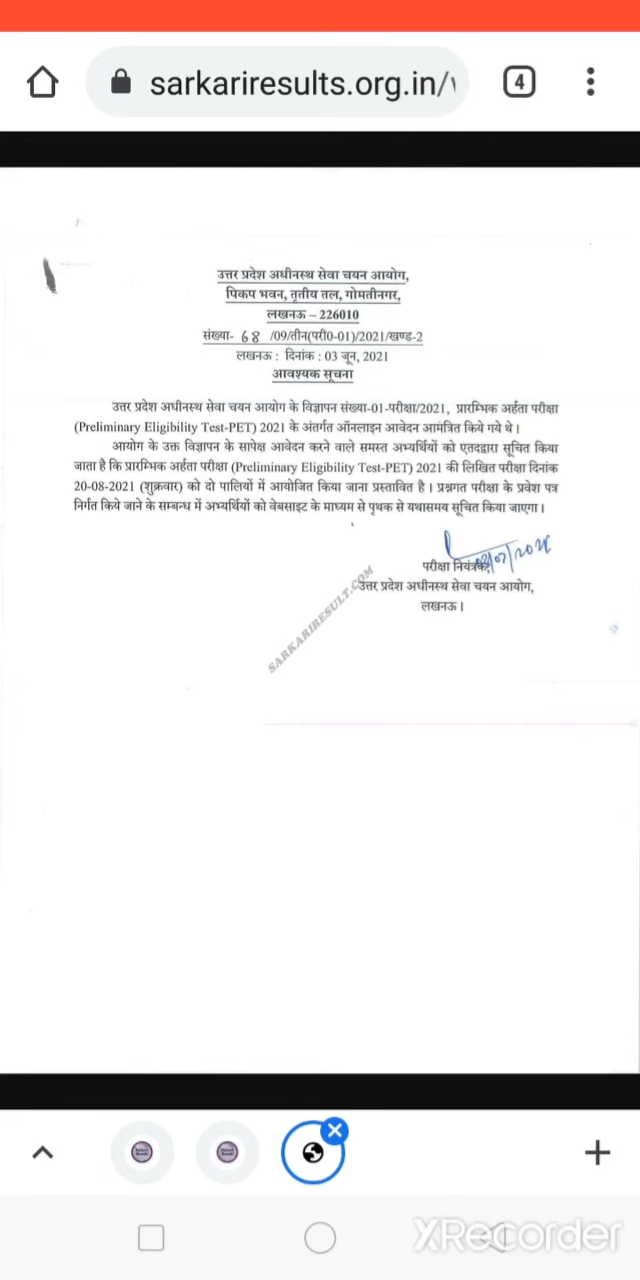 sarkariresults.org.in/
4
उत्तर प्रदेश अधीनस्थ सेवा चयन आयोग,
पिकप भवन, तृतीय तल, गोमतीनगर,
लखनऊ – 226010
संख्या- 68 /09/तीन(परी0-01)/2021/खण्ड-2
लखनऊ : दिनांक : 03 जून, 2021
आवश्यक सूचना
उत्तर प्रदेश अधीनस्थ सेवा चयन आयोग के विज्ञापन संख्या-01-परीक्षा/2021, प्रारम्भिक अर्हता परीक्षा
(Preliminary Eligibility Test-PET) 2021 के अंतर्गत ऑनलाइन आवेदन आमंत्रित किये गये थे।
आयोग के उक्त विज्ञापन के सापेक्ष आवेदन करने वाले समस्त अभ्यर्थियों को एतदद्वारा सूचित किया
जाता है कि प्रारम्भिक अर्हता परीक्षा (Preliminary Eligibility Test-PET) 2021 की लिखित परीक्षा दिनांक
20-08-2021 (शुक्रवार) को दो पालियों में आयोजित किया जाना प्रस्तावित है। प्रश्नगत परीक्षा के प्रवेश पत्र
निर्गत किये जाने के सम्बन्ध में अभ्यर्थियों को वेबसाइट के माध्यम से पृथक से यथासमय सूचित किया जाएगा।
परीक्षा नियंत्रक,
उत्तर प्रदेश अधीनस्थ सेवा चयन आयोग,
लखनऊ।
SARKARIRESULT.COM
XRecorder